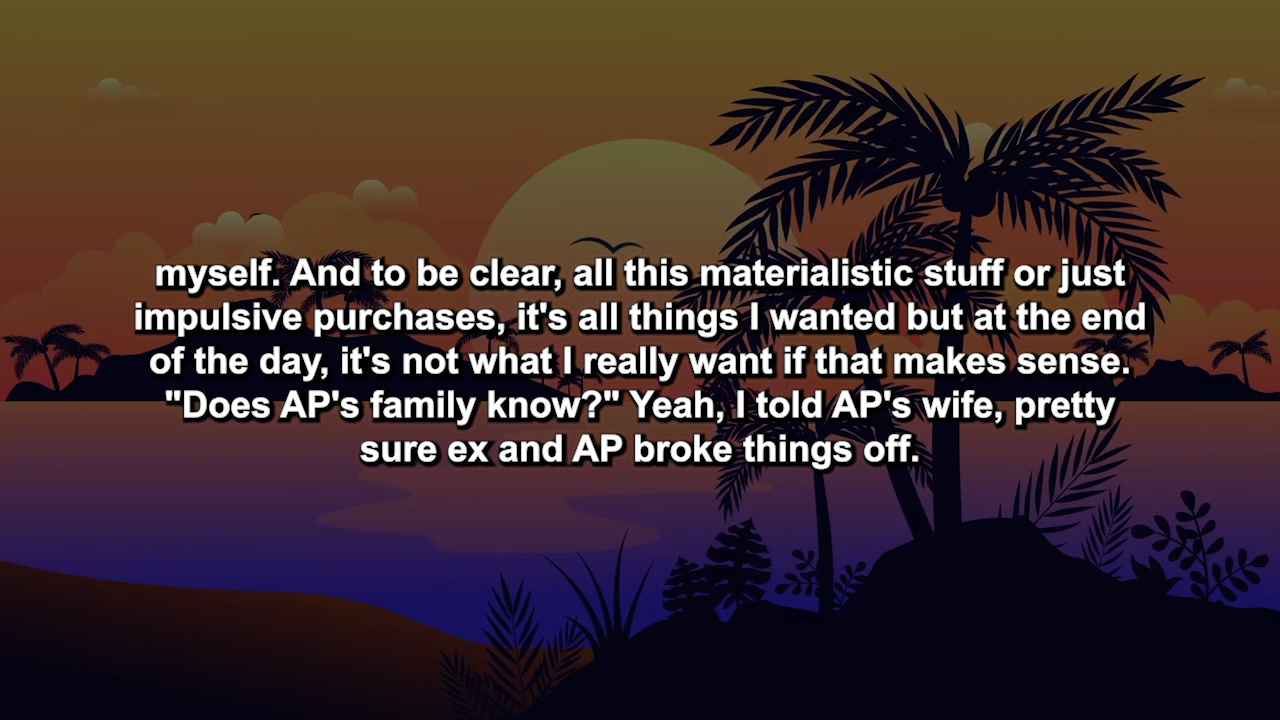 myself. And to be clear, all this materialistic stuff or just
impulsive purchases, it's all things I wanted but at the end
of the day, it's not what I really want if that makes sense.
"Does AP's family know?" Yeah, I told AP's wife, pretty
sure ex and AP broke things off.